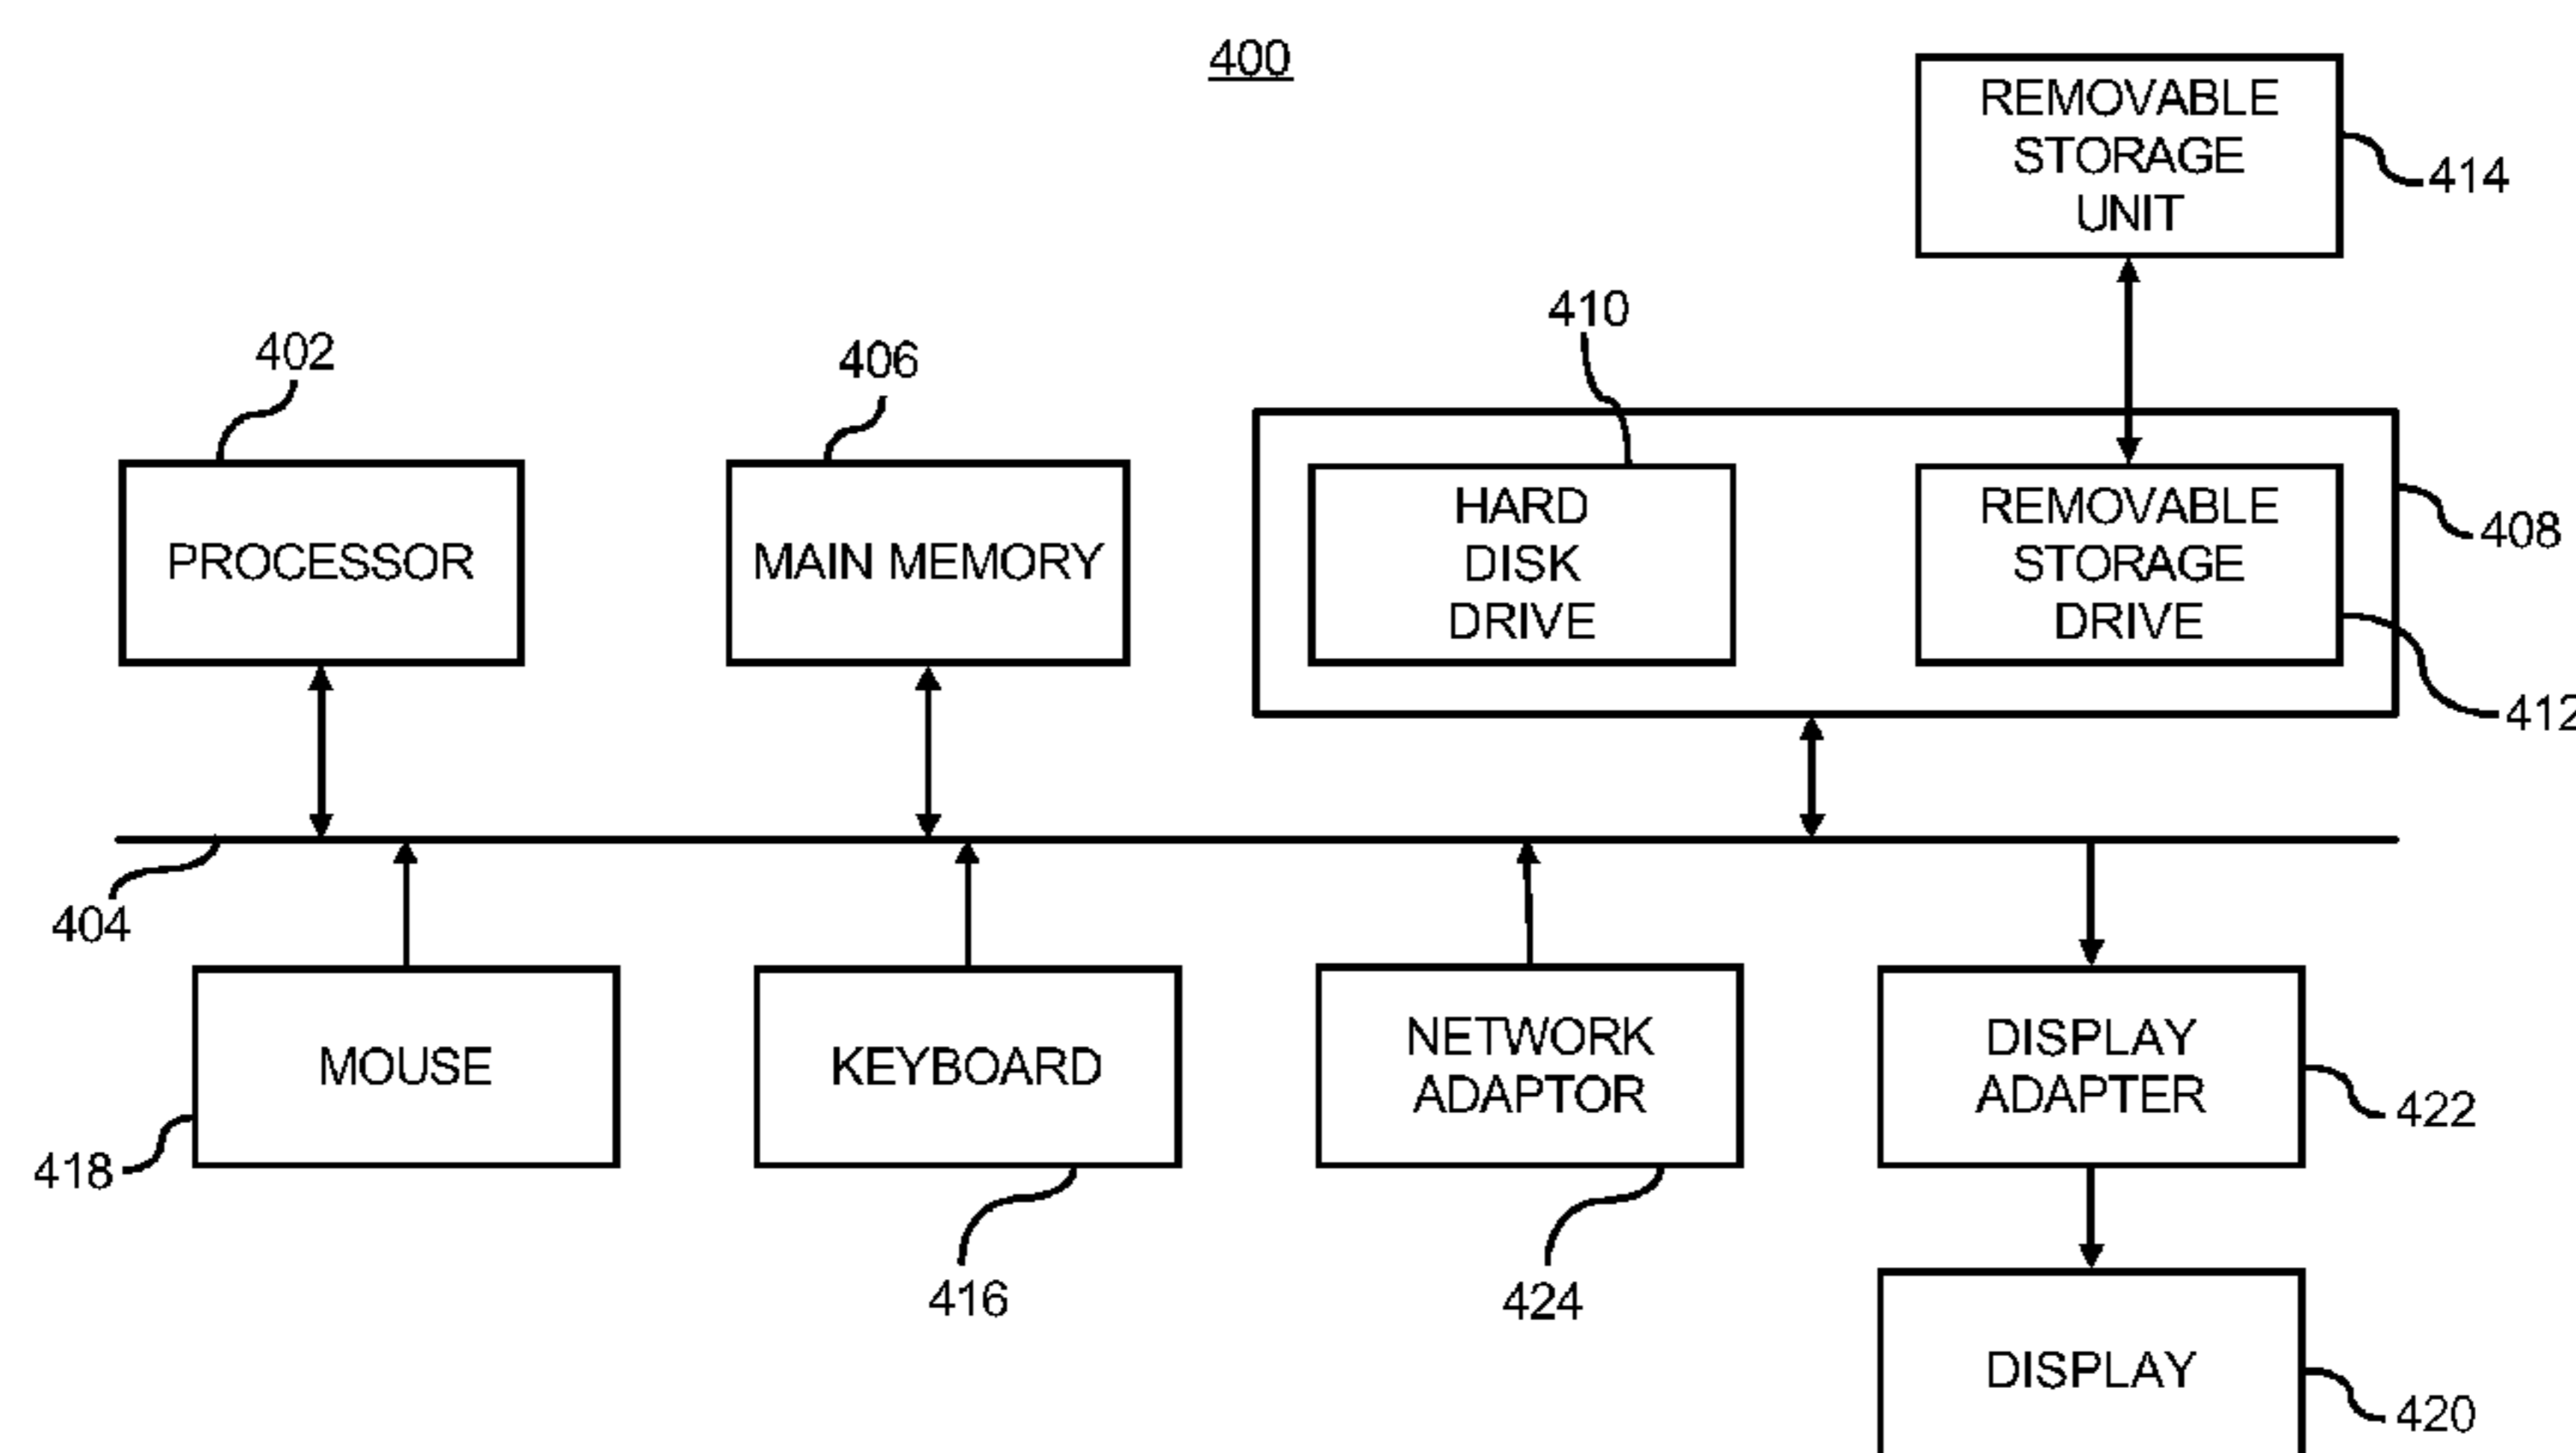 400
REMOVABLE
STORAGE
UNIT
414
410
402
406
HARD
DISK
DRIVE
REMOVABLE
STORAGE
DRIVE
408
PROCESSOR
MAIN MEMORY
412
404
MOUSE
KEYBOARD
NETWORK
ADAPTOR
DISPLAY
ADAPTER
422
418
416
424
DISPLAY
420